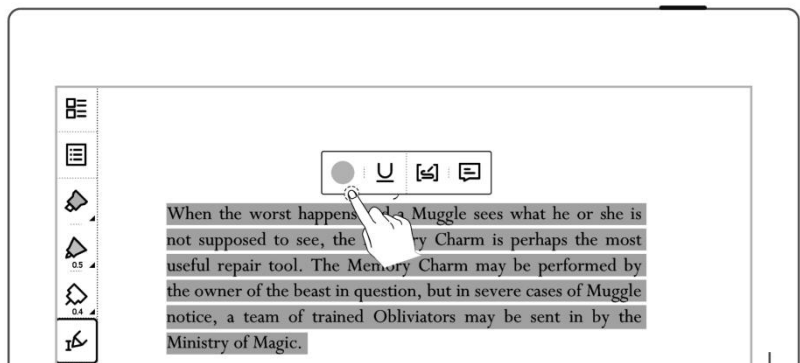 0.5
0.4
U
When the worst happens a Muggle sees what he or she is
not supposed to see, the Charm is perhaps the most
useful repair tool. The Memory Charm may be performed by
the owner of the beast in question, but in severe cases of Muggle
notice, a team of trained Obliviators may be sent in by the
Ministry of Magic.